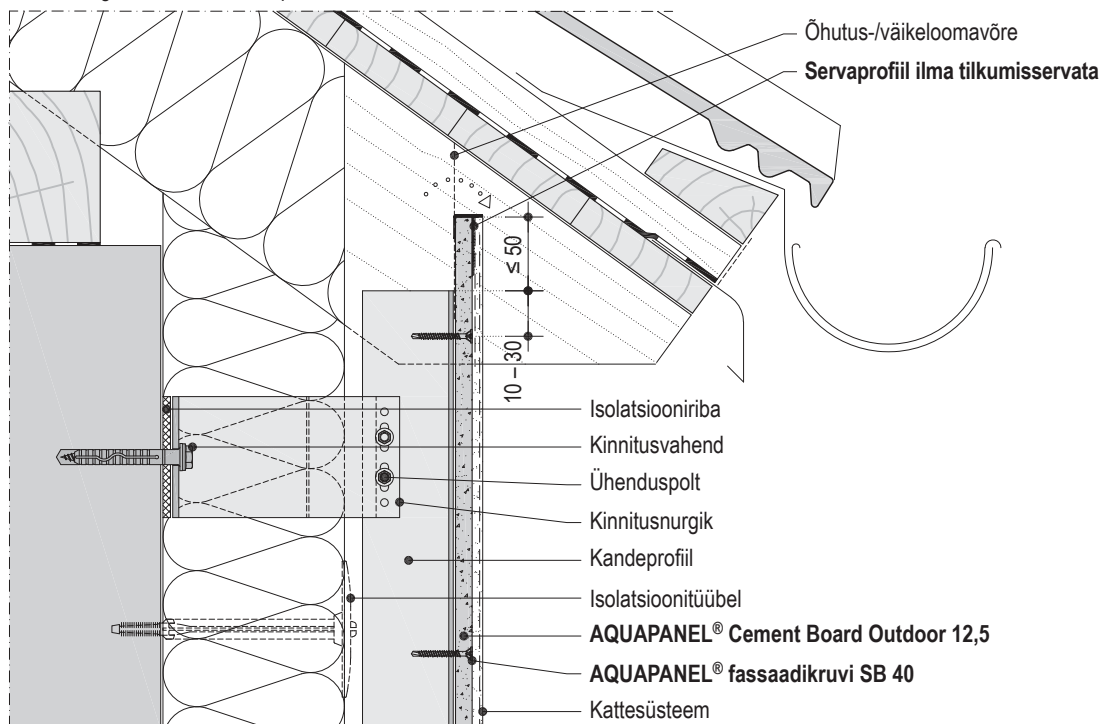 Õhutus-/väikeloomavõre
Servaprofiil ilma tilkumisservata
≤ 50
10 – 30
Isolatsiooniriba
Kinnitusvahend
Ühenduspolt
Kinnitusnurgik
Kandeprofiil
Isolatsioonitüübel
AQUAPANEL® Cement Board Outdoor 12,5
AQUAPANEL® fassaadikruvi SB 40
Kattesüsteem